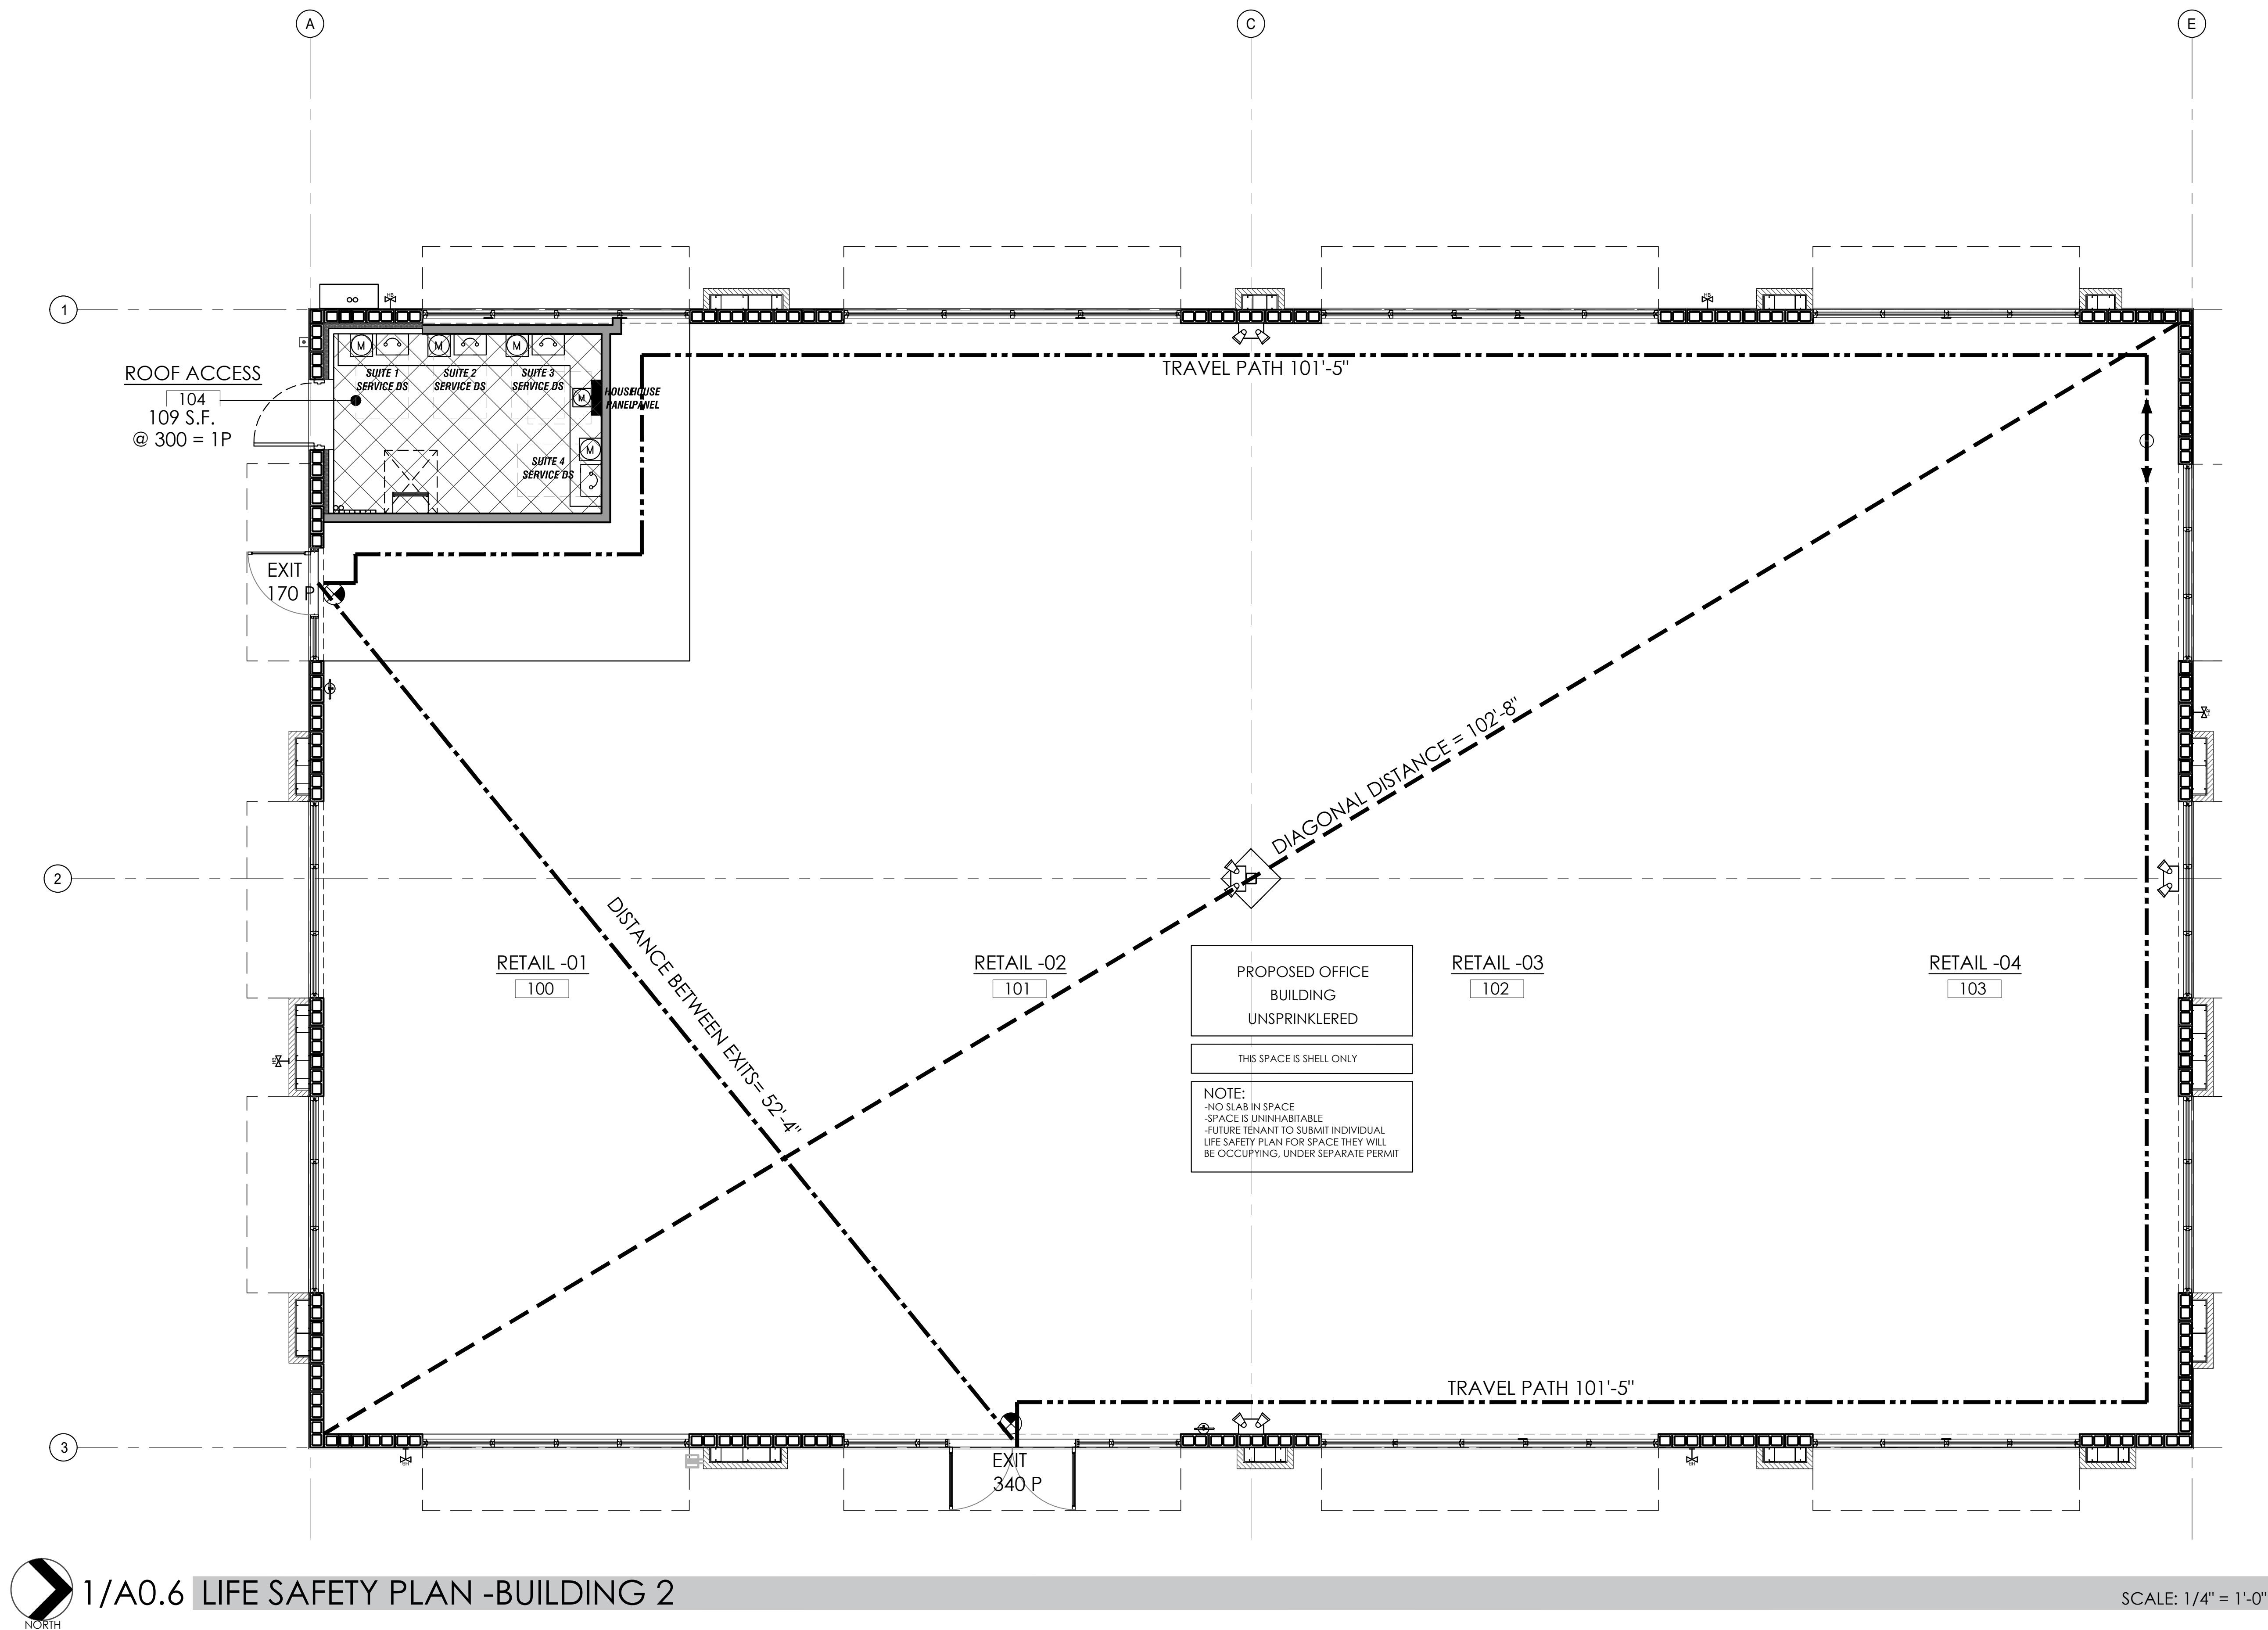 A
C
E
1
ROOF ACCESS
104
109 S.F.
@ 300 = 1P
M
M
M
SUITE 1
SERVICE DS
SUITE 2
SERVICE DS
SUITE 3
SERVICE DS
M
HOUSE
PANEL
HOUSE
PANEL
M
SUITE 4
SERVICE DS
TRAVEL PATH 101'-5"
EXIT
170 P
DIAGONAL DISTANCE = 102'-8"
2
DISTANCE BETWEEN EXITS= 52'-4"
RETAIL -01
100
RETAIL -02
101
RETAIL -03
102
RETAIL -04
103
PROPOSED OFFICE
BUILDING
UNSPRINKLERED
THIS SPACE IS SHELL ONLY
NOTE:
-NO SLAB IN SPACE
-SPACE IS UNINHABITABLE
-FUTURE TENANT TO SUBMIT INDIVIDUAL
LIFE SAFETY PLAN FOR SPACE THEY WILL
BE OCCUPYING, UNDER SEPARATE PERMIT
TRAVEL PATH 101'-5"
3
EXIT
340 P
NORTH
1/A0.6 LIFE SAFETY PLAN -BUILDING 2
SCALE: 1/4" = 1'-0"